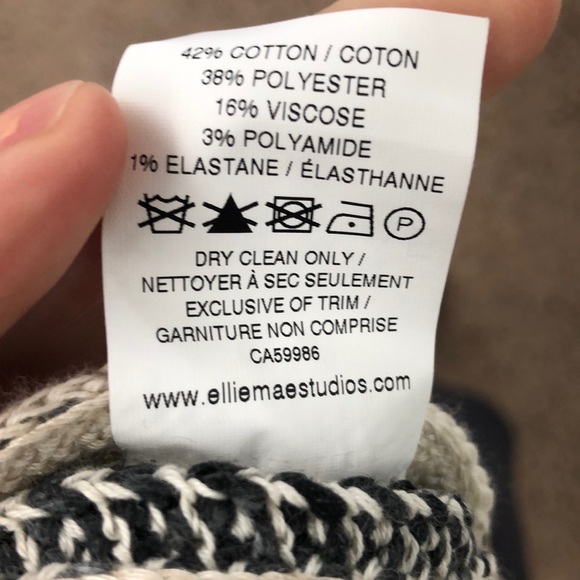 42% COTTON / COTON
38% POLYESTER
16% VISCOSE
3% POLYAMIDE
1% ELASTANE / ÉLASTHANNE
P
DRY CLEAN ONLY /
NETTOYER À SEC SEULEMENT
EXCLUSIVE OF TRIM /
GARNITURE NON COMPRISE
CA59986
www.elliemaestudios.com